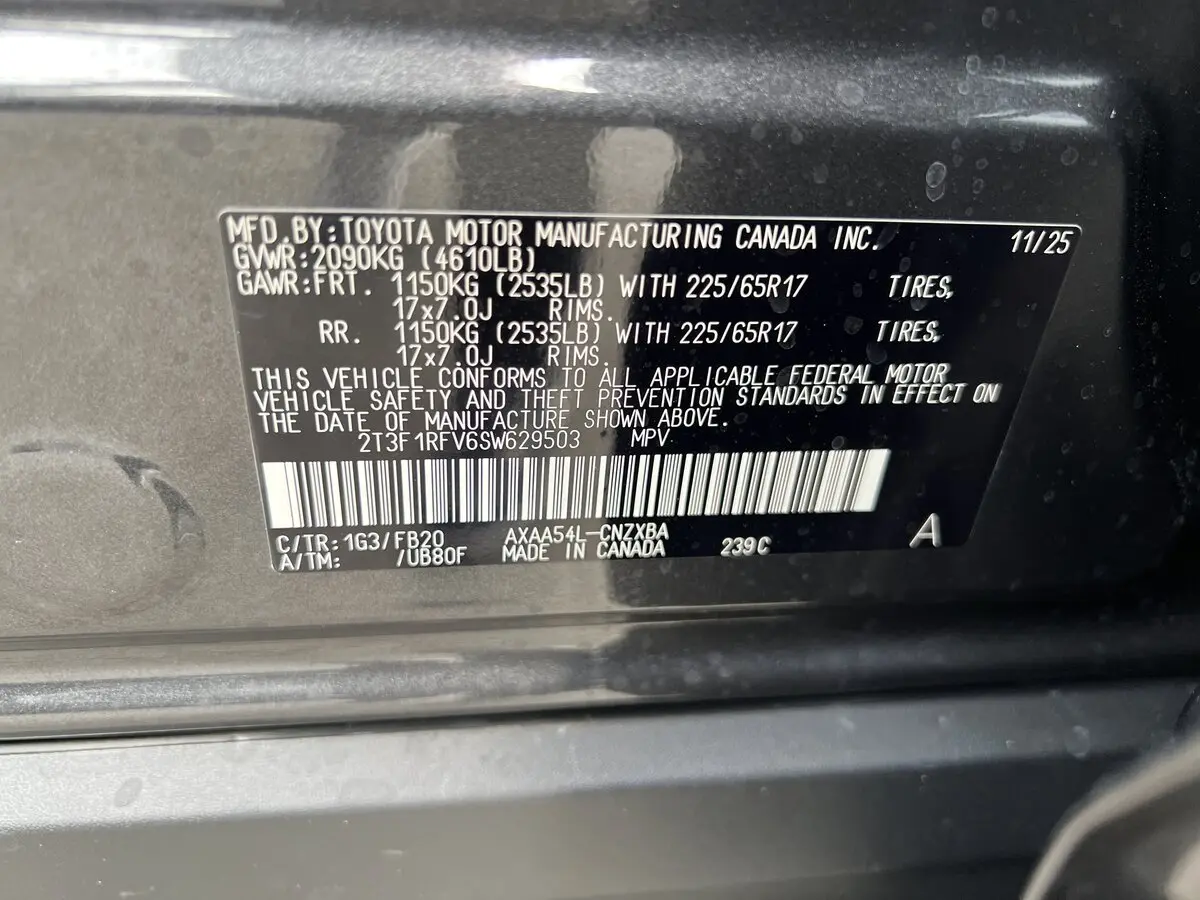 MFD.BY:TOYOTA MOTOR MANUFACTURING CANADA INC. 11/25
GVWR:2090KG (4610LB)
GAWR:FRT. 1150KG (2535LB) WITH 225/65R17 TIRES,
17x7.0J RIMS.
RR. 1150KG (2535LB) WITH 225/65R17 TIRES,
17x7.0J RIMS.
THIS VEHICLE CONFORMS TO ALL APPLICABLE FEDERAL MOTOR
VEHICLE SAFETY AND THEFT PREVENTION STANDARDS IN EFFECT ON
THE DATE OF MANUFACTURE SHOWN ABOVE.
2T3F1RFV6SW629503 MPV
C/TR:1G3/FB20 AXAA54L-CNZXBA
A/TM: /UB80F MADE IN CANADA 239C A